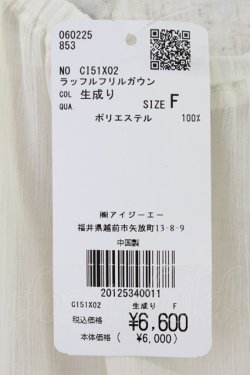 060225
853
NO CI51X02
ラッフルフリルガウン
COL 生成り
QUA. SIZE F
ポリエステル 100%
㈱アイジーエー
福井県越前市矢放町13-8-9
中国製
20125340011
CI51X02 生成り F
税込価格 ¥6,600
本体価格 ( ¥6,000)